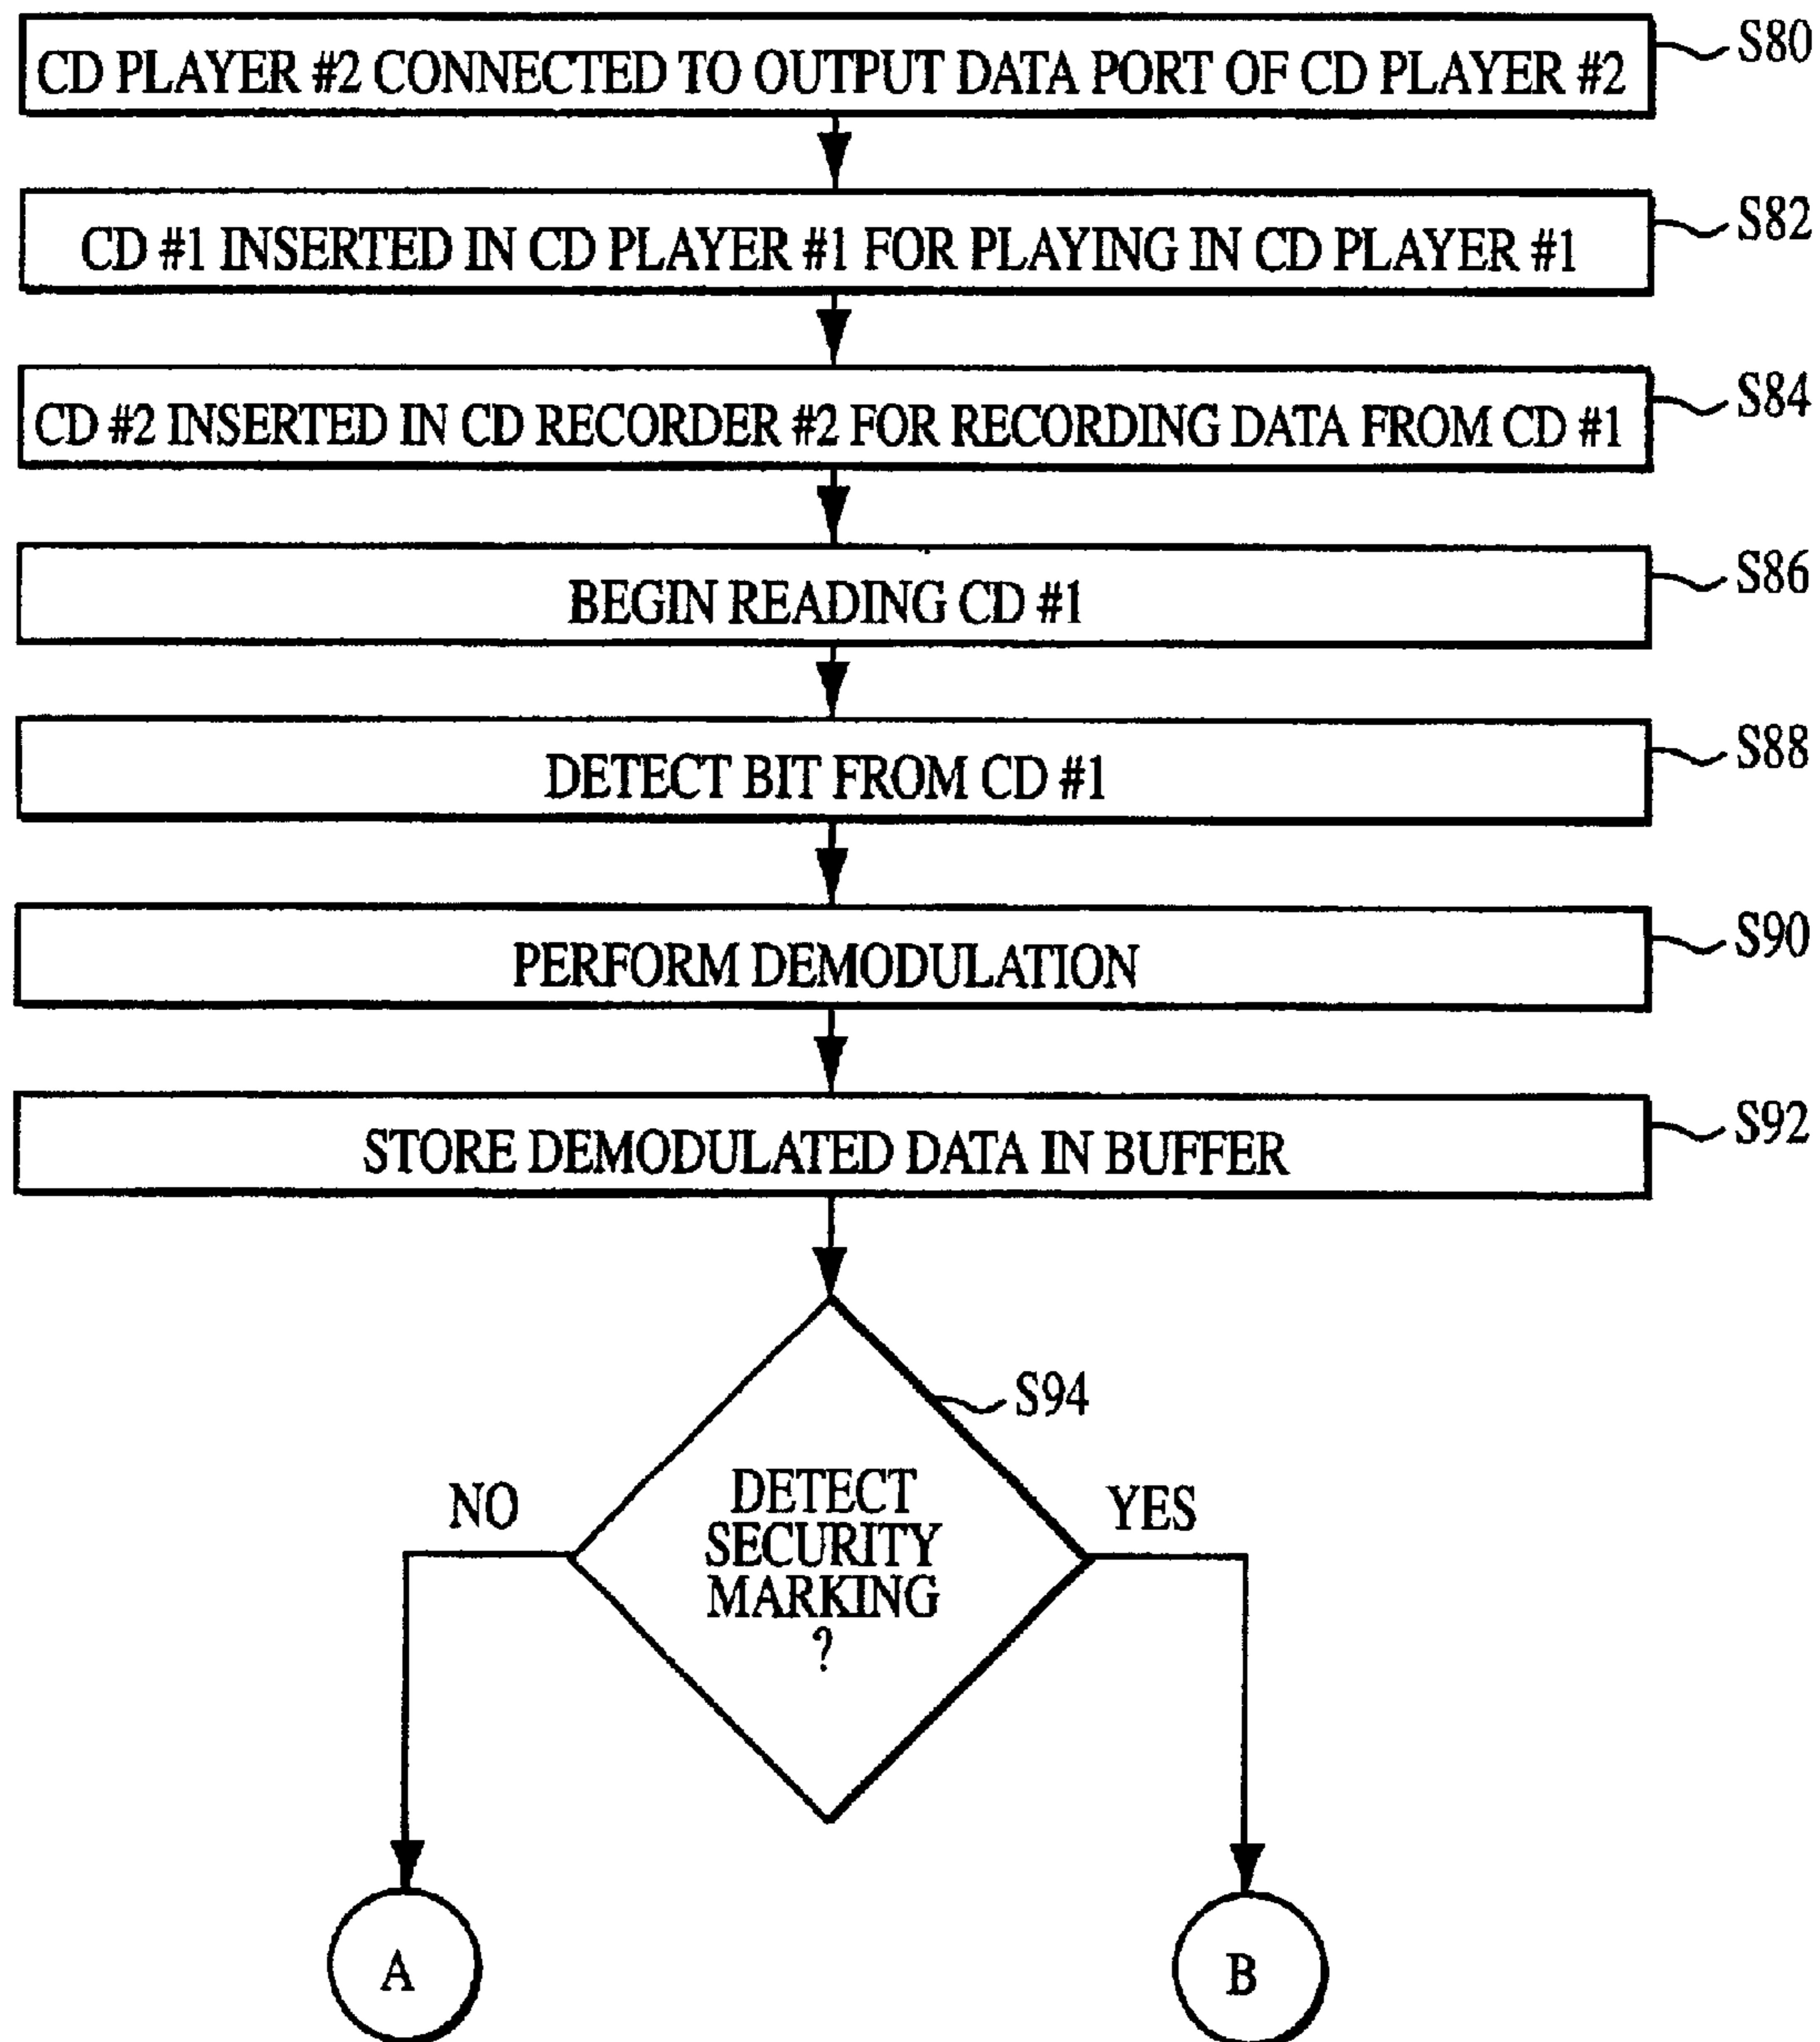 CD PLAYER #2 CONNECTED TO OUTPUT DATA PORT OF CD PLAYER #2
S80
CD #1 INSERTED IN CD PLAYER #1 FOR PLAYING IN CD PLAYER #1
S82
CD #2 INSERTED IN CD RECORDER #2 FOR RECORDING DATA FROM CD #1
S84
BEGIN READING CD #1
S86
DETECT BIT FROM CD #1
S88
PERFORM DEMODULATION
S90
STORE DEMODULATED DATA IN BUFFER
S92
S94
NO
DETECT
SECURITY
MARKING
?
YES
A
B